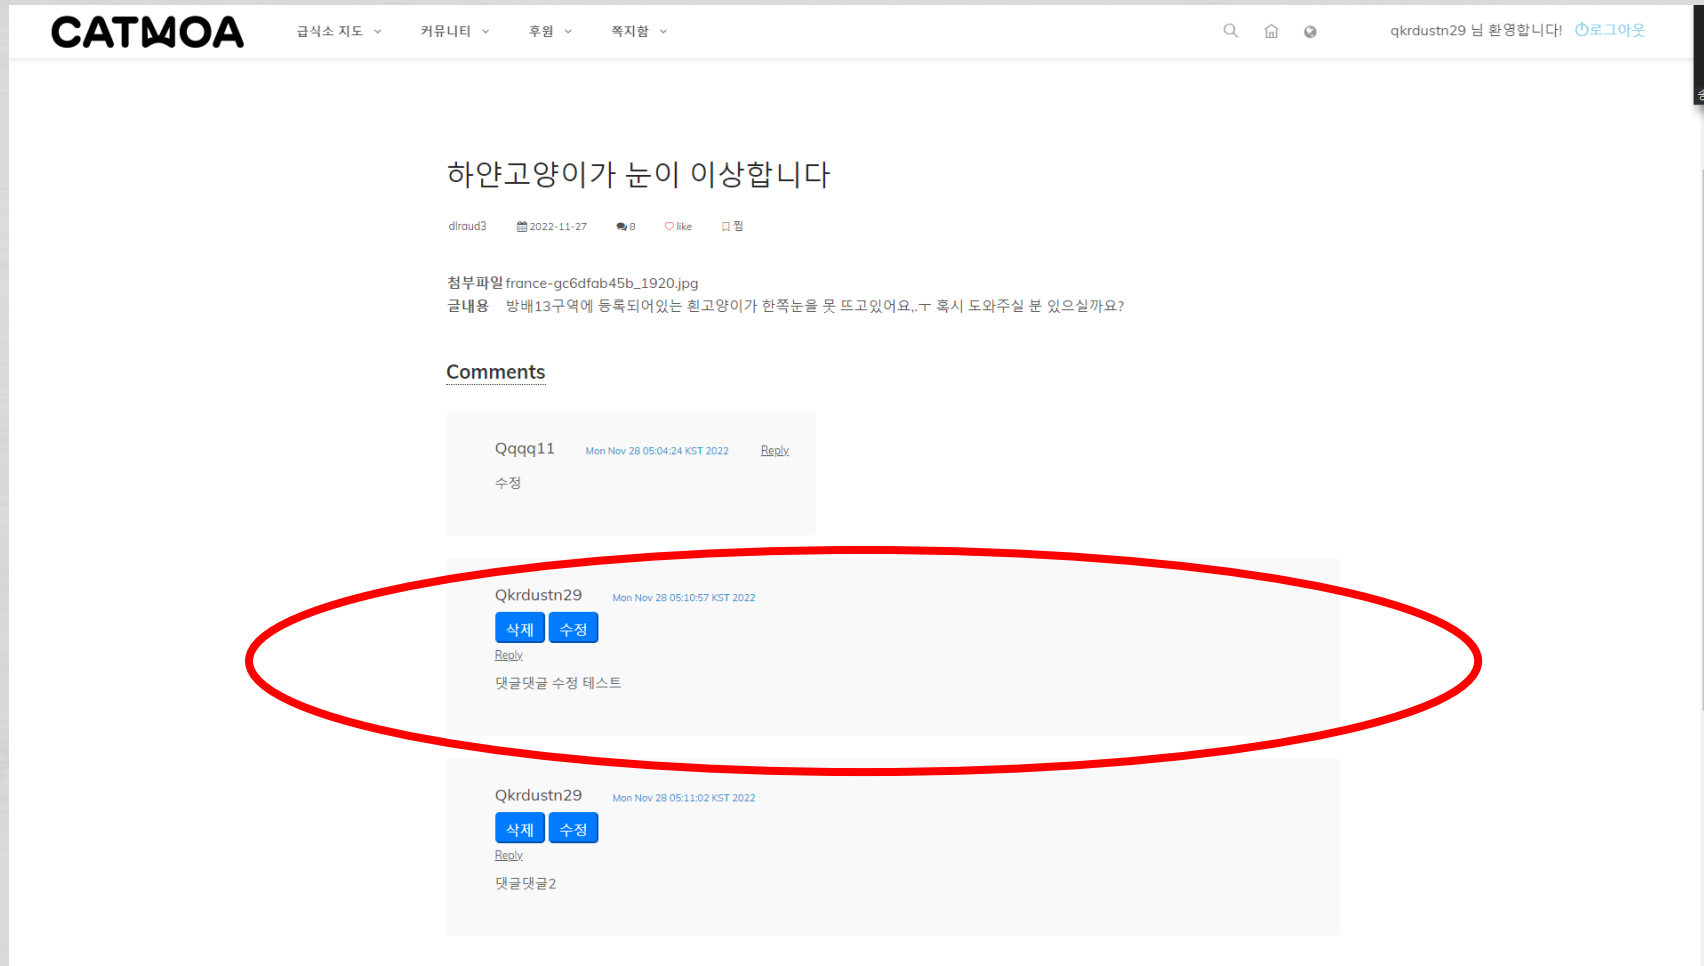 CATMOA 급식소 지도 커뮤니티 후원 쪽지함 qkrdustn29 님 환영합니다! 로그아웃
하얀고양이가 눈이 이상합니다
dlraud3 2022-11-27 8 like 찜
첨부파일 france-gc6dfab45b_1920.jpg
글내용 방배13구역에 등록되어있는 흰고양이가 한쪽눈을 못 뜨고있어요,.ㅜ 혹시 도와주실 분 있으실까요?
Comments
Qqqq11 Mon Nov 28 05:04:24 KST 2022 Reply
수정
Qkrdustn29 Mon Nov 28 05:10:57 KST 2022
삭제 수정
Reply
댓글댓글 수정 테스트
Qkrdustn29 Mon Nov 28 05:11:02 KST 2022
삭제 수정
Reply
댓글댓글2